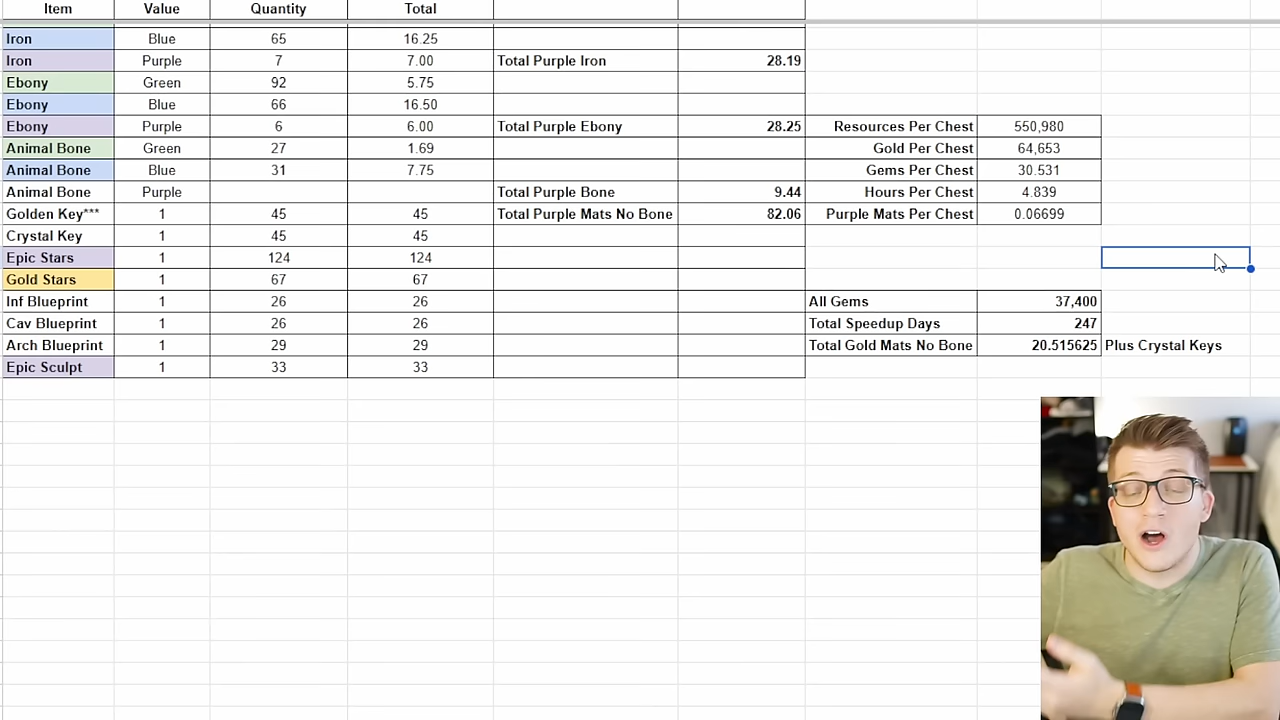 Item Value Quantity Total
Iron Blue 65 16.25
Iron Purple 7 7.00 Total Purple Iron 28.19
Ebony Green 92 5.75
Ebony Blue 66 16.50
Ebony Purple 6 6.00 Total Purple Ebony 28.25 Resources Per Chest 550,980
Animal Bone Green 27 1.69 Gold Per Chest 64,653
Animal Bone Blue 31 7.75 Gems Per Chest 30.531
Animal Bone Purple Total Purple Bone 9.44 Hours Per Chest 4.839
Golden Key*** 1 45 45 Total Purple Mats No Bone 82.06 Purple Mats Per Chest 0.06699
Crystal Key 1 45 45
Epic Stars 1 124 124
Gold Stars 1 67 67
Inf Blueprint 1 26 26 All Gems 37,400
Cav Blueprint 1 26 26 Total Speedup Days 247
Arch Blueprint 1 29 29 Total Gold Mats No Bone 20.515625 Plus Crystal Keys
Epic Sculpt 1 33 33